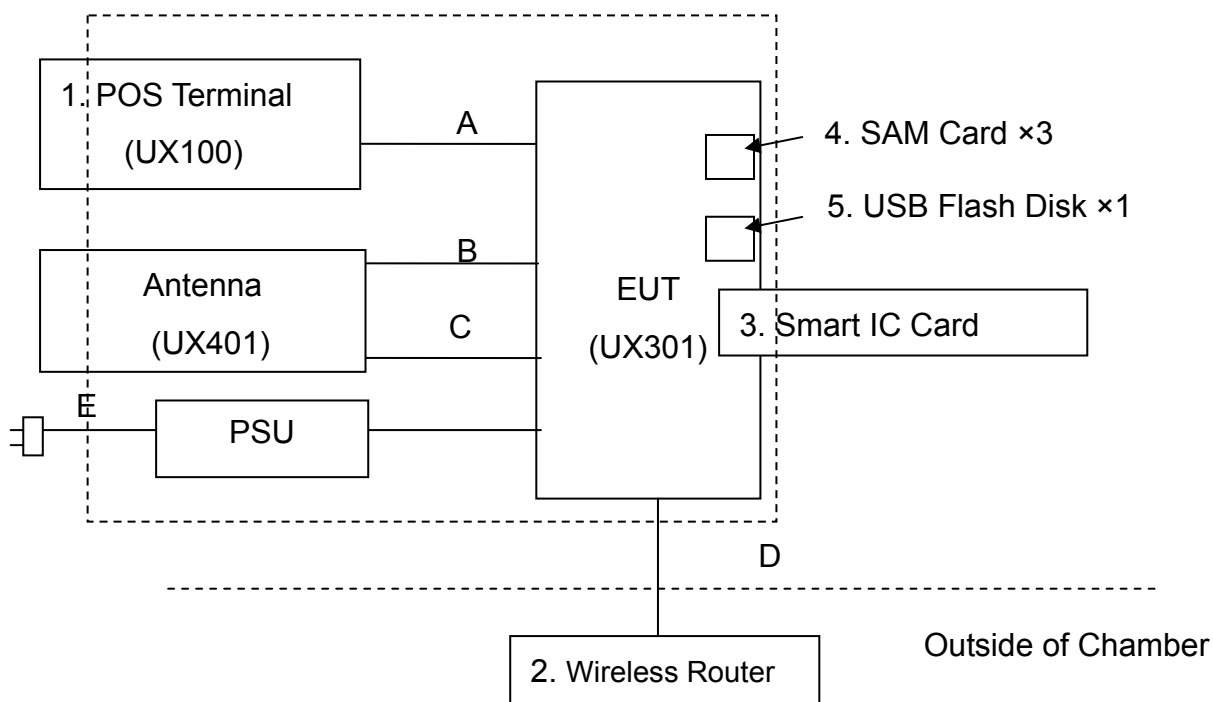 1. POS Terminal
(UX100)
A
4. SAM Card ×3
5. USB Flash Disk ×1
Antenna
(UX401)
B
C
EUT
(UX301)
3. Smart IC Card
E
PSU
D
Outside of Chamber
2. Wireless Router